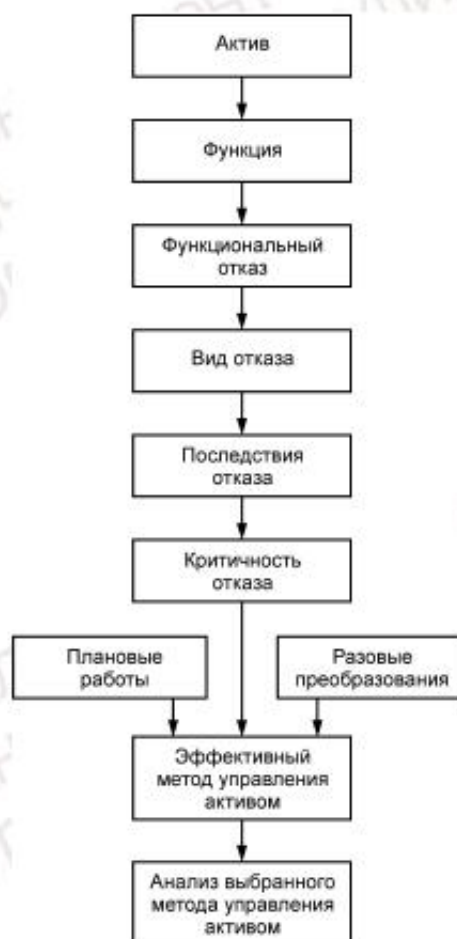 Актив
Функция
Функциональный
отказ
Вид отказа
Последствия
отказа
Критичность
отказа
Плановые
работы
Разовые
преобразования
Эффективный
метод управления
активом
Анализ выбранного
метода управления
активом